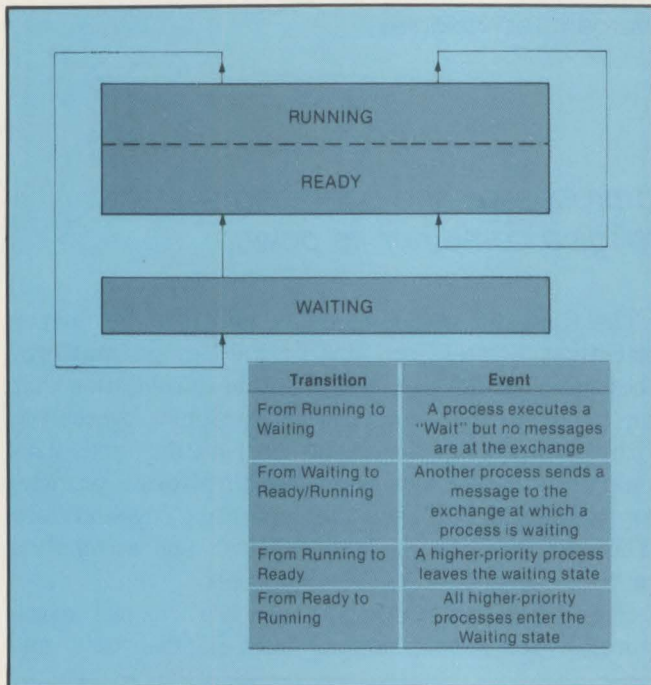 RUNNING
READY
WAITING
Transition Event
From Running to
Waiting
A process executes a
"Wait" but no messages
are at the exchange
From Waiting to
Ready/Running
Another process sends a
message to the
exchange at which a
process is waiting
From Running to
Ready
A higher-priority process
leaves the waiting state
From Ready to
Running
All higher-priority
processes enter the
Waiting state